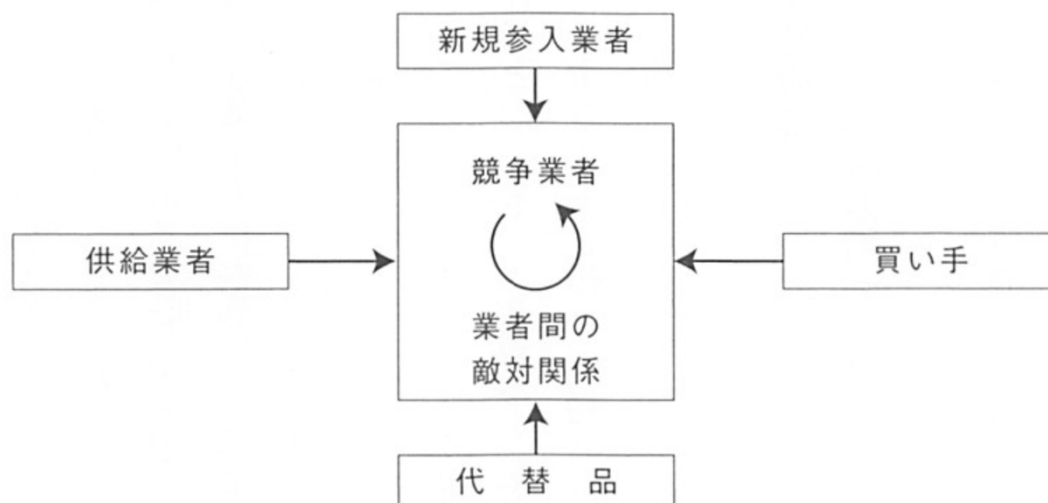 新規参入業者
競争業者
供給業者
買い手
業者間の
敵対関係
代替品